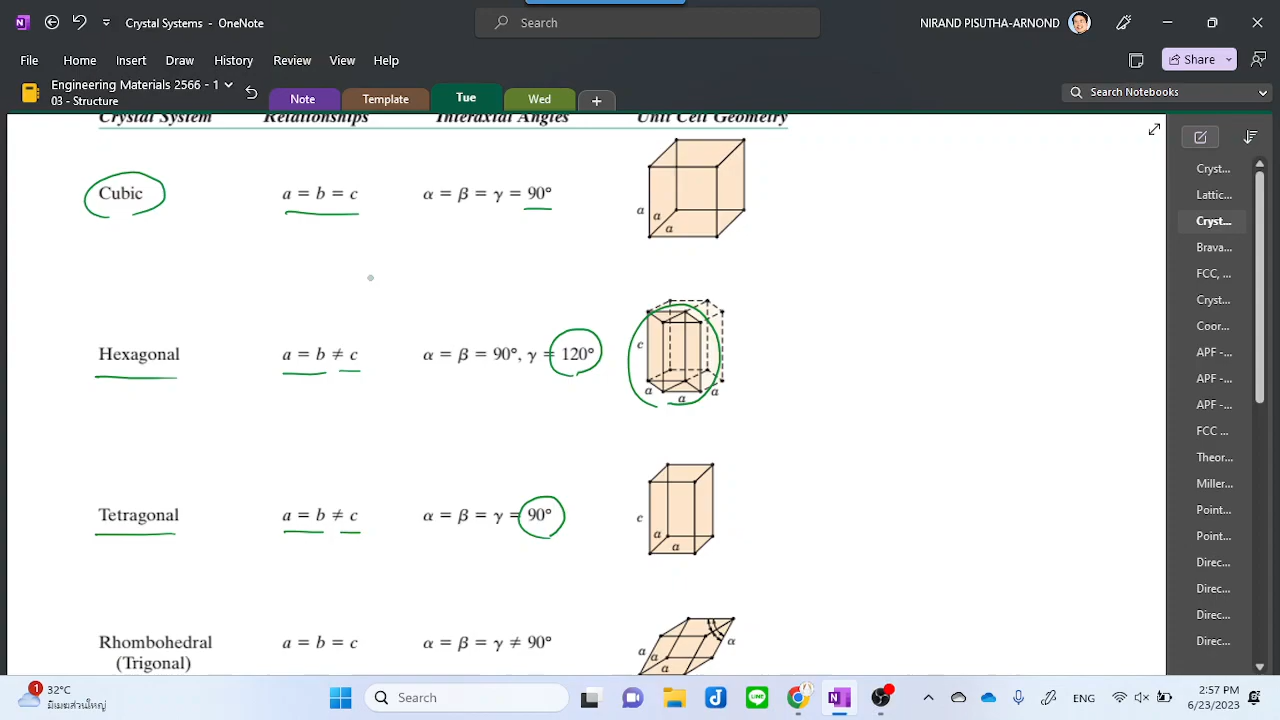 Crystal Systems - OneNote
Search
NIRAND PISUTHA-ARNOND
File Home Insert Draw History Review View Help
Share
Engineering Materials 2566 - 1
03 - Structure
Note
Template
Tue
Wed
Search Notebooks
Crystal System Relationships Interaxial Angles Unit Cell Geometry
Cubic a = b = c α = β = γ = 90°
a
a
a
Hexagonal a = b ≠ c α = β = 90°, γ = 120°
c
a
a
a
Tetragonal a = b ≠ c α = β = γ = 90°
c
a
a
Rhombohedral a = b = c α = β = γ ≠ 90°
(Trigonal)
a
a
a
α
Cryst...
Lattic...
Cryst...
Brava...
FCC, ...
Cryst...
Coor...
APF -...
APF -...
APF -...
FCC ...
Theor...
Miller...
Point...
Point...
Direc...
Direc...
Direc...
Direc...
1
32°C
Search
LINE
ENG
2:57 PM
6/23/2023